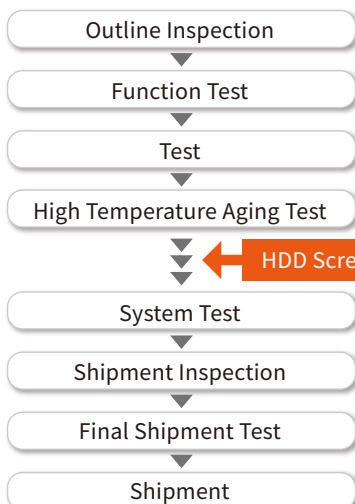 Outline Inspection
Function Test
Test
High Temperature Aging Test
HDD Scre
System Test
Shipment Inspection
Final Shipment Test
Shipment